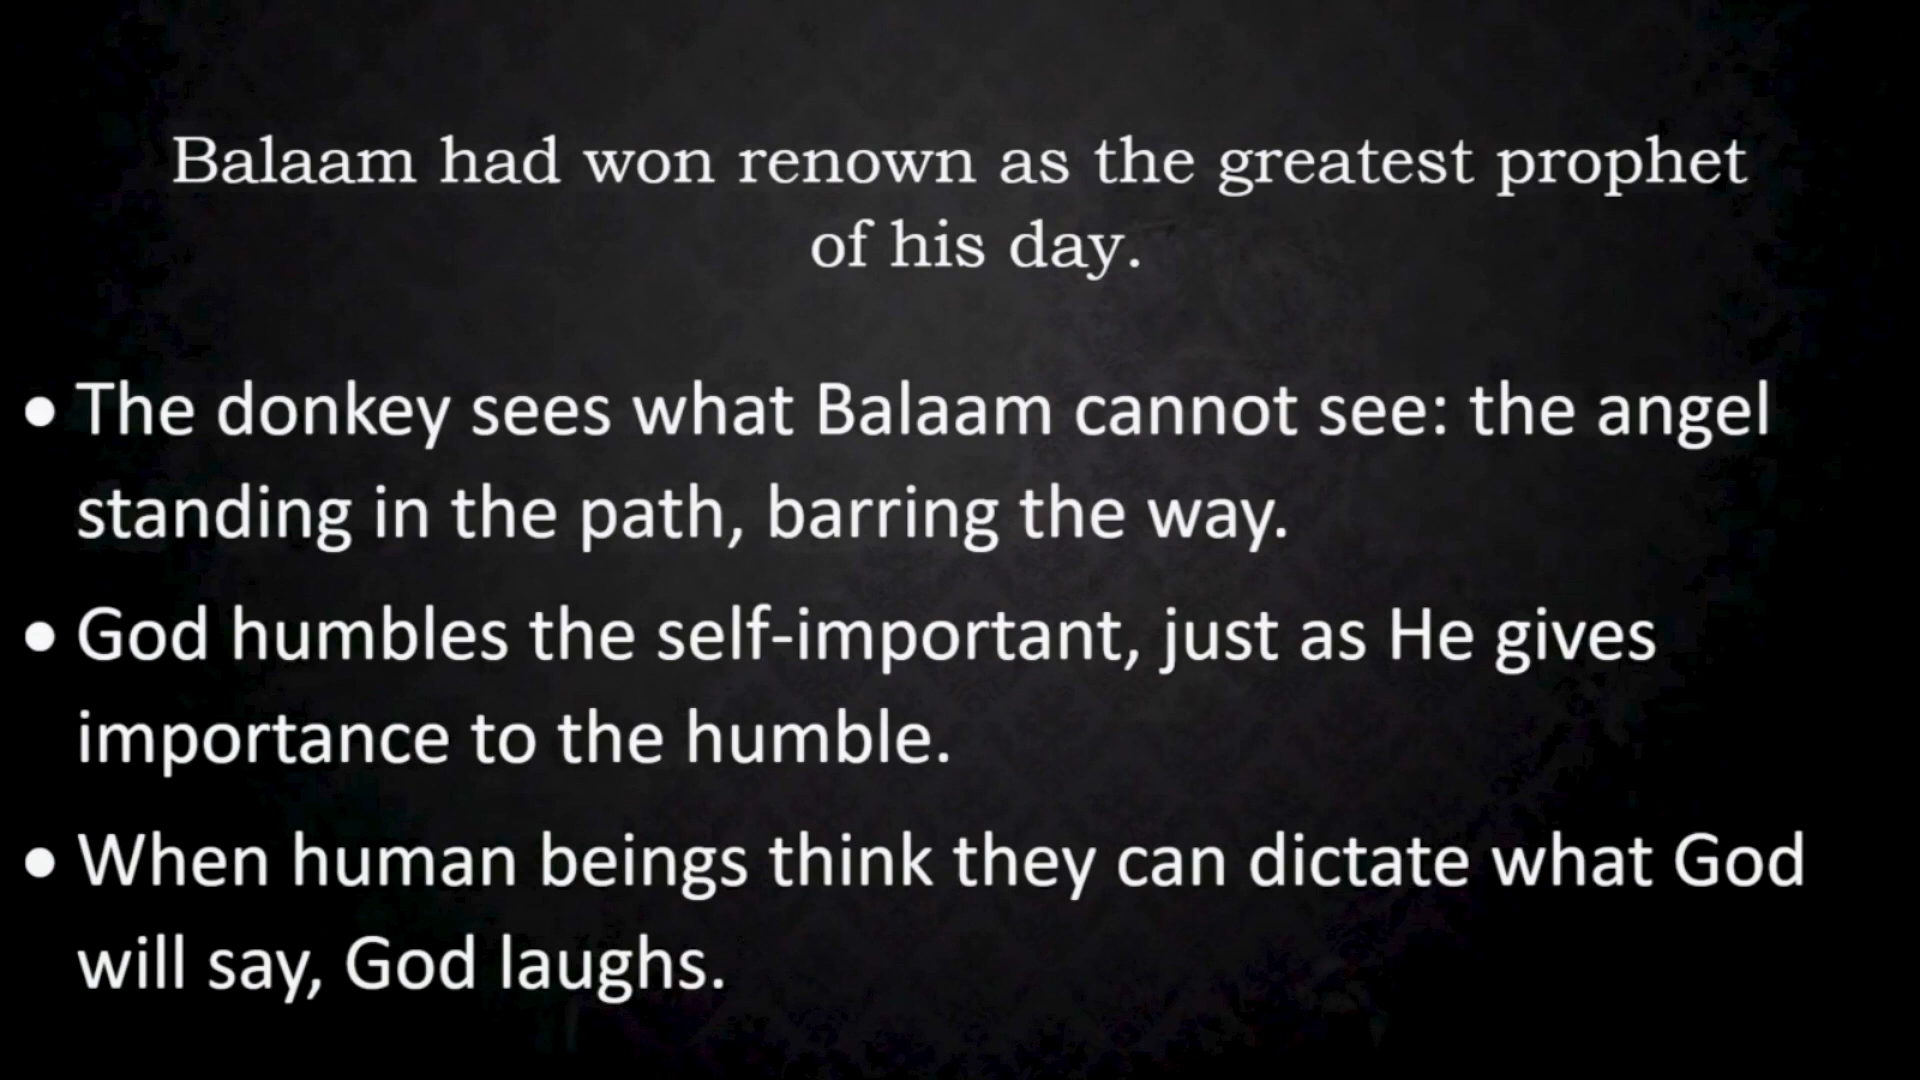 Balaam had won renown as the greatest prophet
of his day.
• The donkey sees what Balaam cannot see: the angel
standing in the path, barring the way.
• God humbles the self-important, just as He gives
importance to the humble.
• When human beings think they can dictate what God
will say, God laughs.